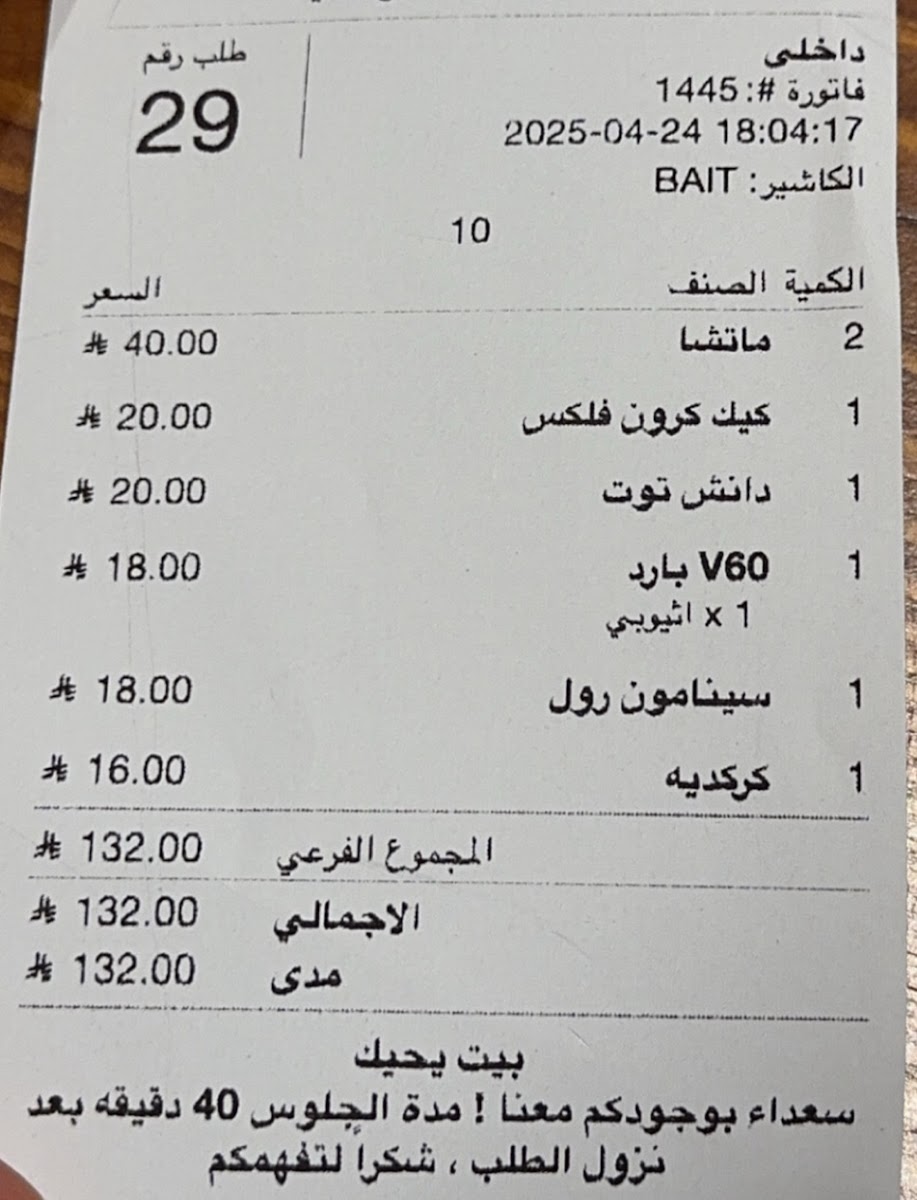 داخلي
فاتورة #: 1445
2025-04-24 18:04:17
الكاشير: BAIT
طلب رقم
29
10
الكمية الصنف السعر
2 ماتشا 40.00
1 كيك كرون فلكس 20.00
1 دانش توت 20.00
1 V60 بارد 18.00
1 x اثيوبي
1 سينامون رول 18.00
1 كركديه 16.00
المجموع الفرعي 132.00
الاجمالي 132.00
مدى 132.00
بيت يحيك
سعداء بوجودكم معنا ! مدة الجلوس 40 دقيقه بعد
نزول الطلب ، شكراً لتفهمكم